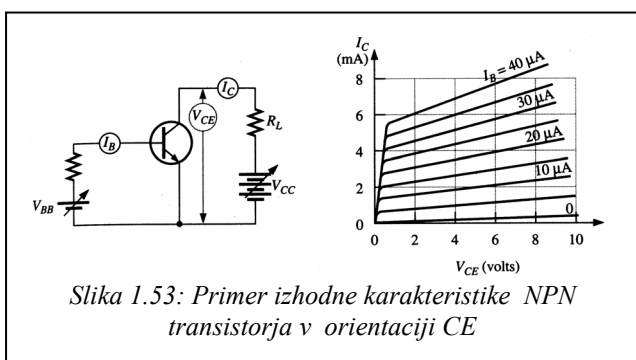 I_B
V_BB
V_CE
I_C
R_L
V_CC
I_C
(mA)
8
6
4
2
0
I_B = 40 µA
30 µA
20 µA
10 µA
0
0 2 4 6 8 10
V_CE (volts)
Slika 1.53: Primer izhodne karakteristike NPN
transistorja v orientaciji CE